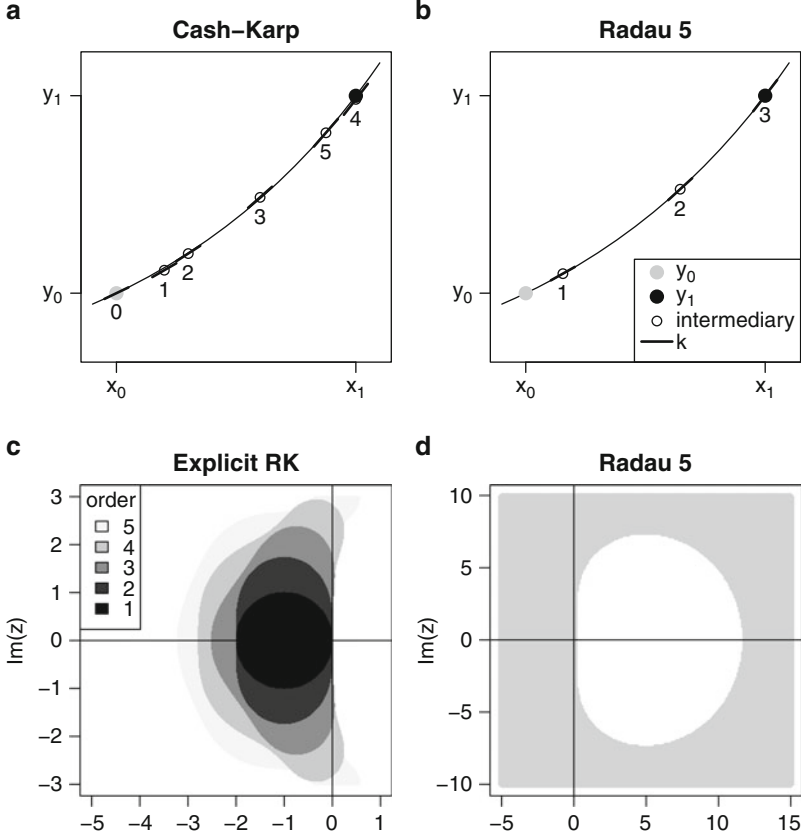 a
Cash–Karp
y1
y0
0
1
2
3
5
4
x0
x1
b
Radau 5
y1
y0
1
2
3
y0
y1
intermediary
k
x0
x1
c
Explicit RK
order
5
4
3
2
1
Im(z)
3
2
1
0
−1
−2
−3
−5 −4 −3 −2 −1 0 1
d
Radau 5
Im(z)
10
5
0
−5
−10
−5 0 5 10 15